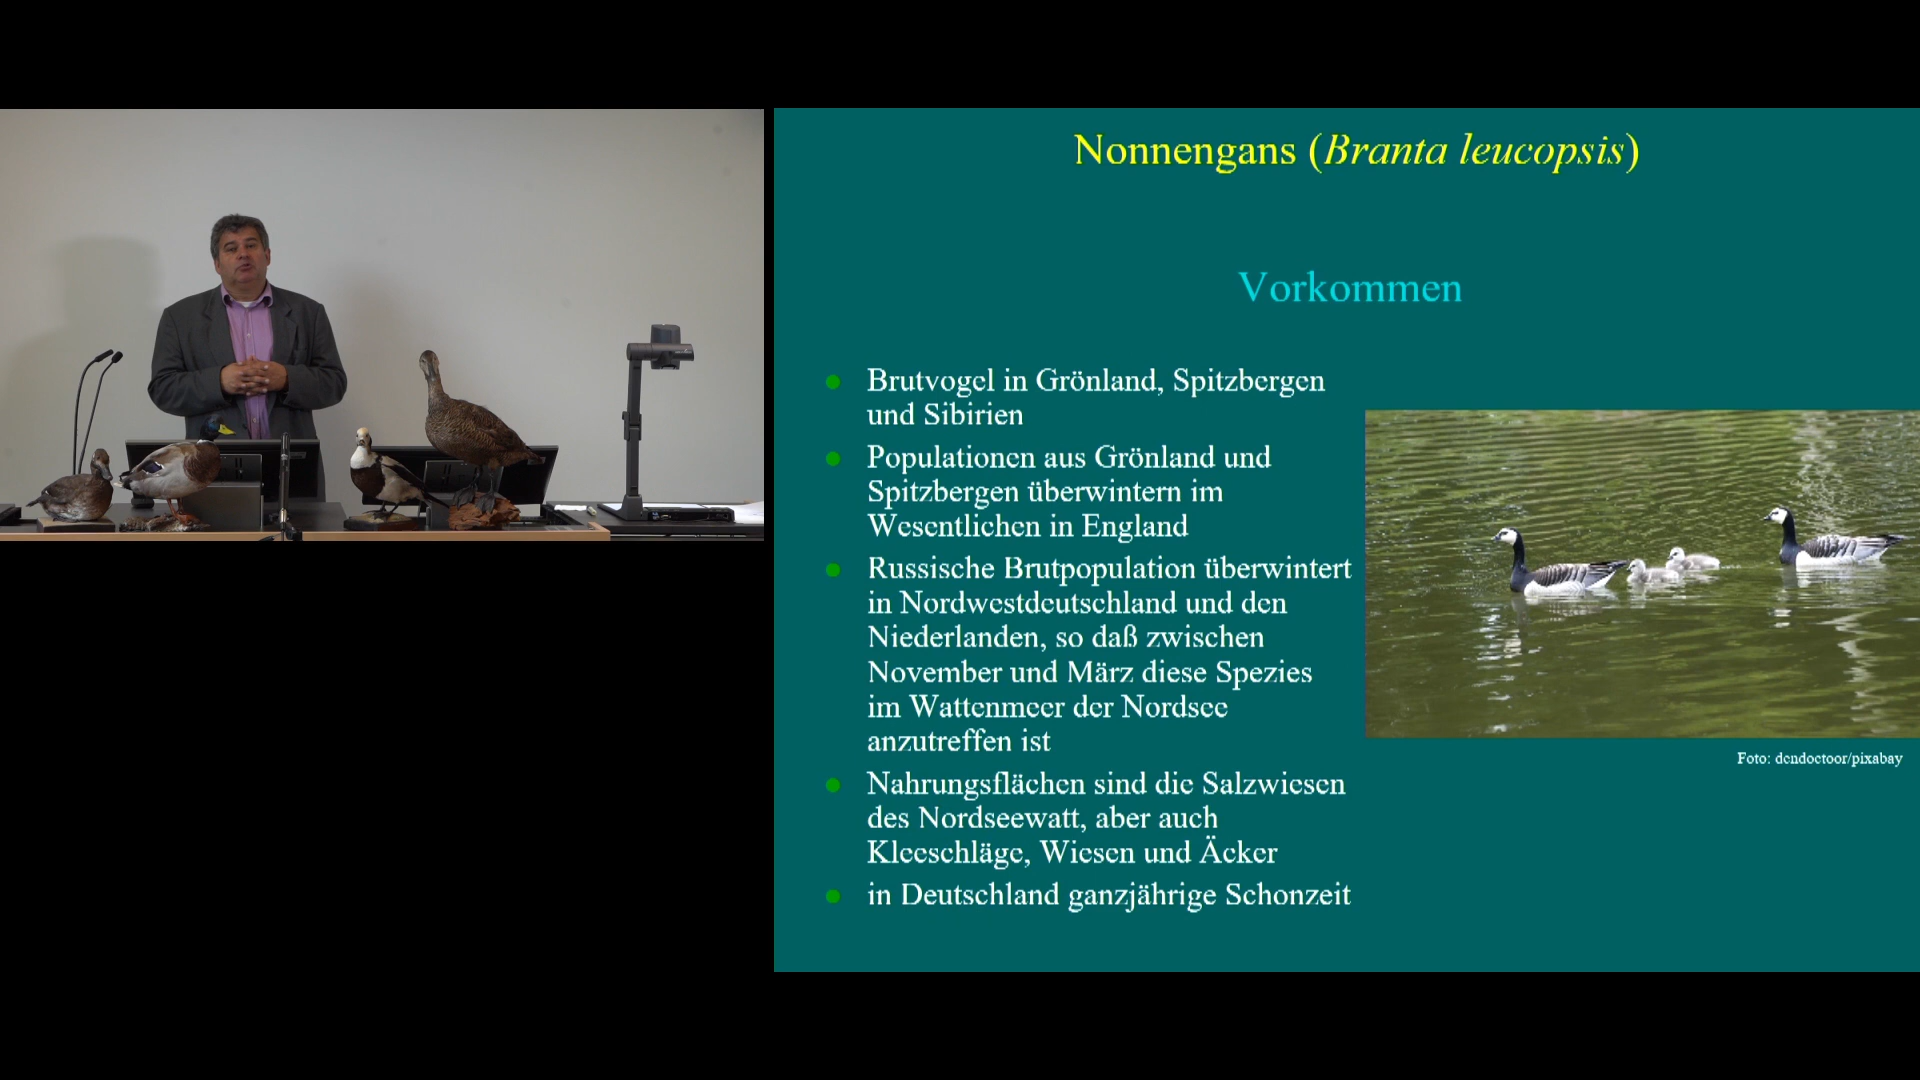 Nonnengans (Branta leucopsis)
Vorkommen
Brutvogel in Grönland, Spitzbergen
und Sibirien
Populationen aus Grönland und
Spitzbergen überwintern im
Wesentlichen in England
Russische Brutpopulation überwintert
in Nordwestdeutschland und den
Niederlanden, so daß zwischen
November und März diese Spezies
im Wattenmeer der Nordsee
anzutreffen ist
Nahrungsflächen sind die Salzwiesen
des Nordseewatt, aber auch
Kleeschläge, Wiesen und Äcker
in Deutschland ganzjährige Schonzeit
Foto: dendoctoor/pixabay